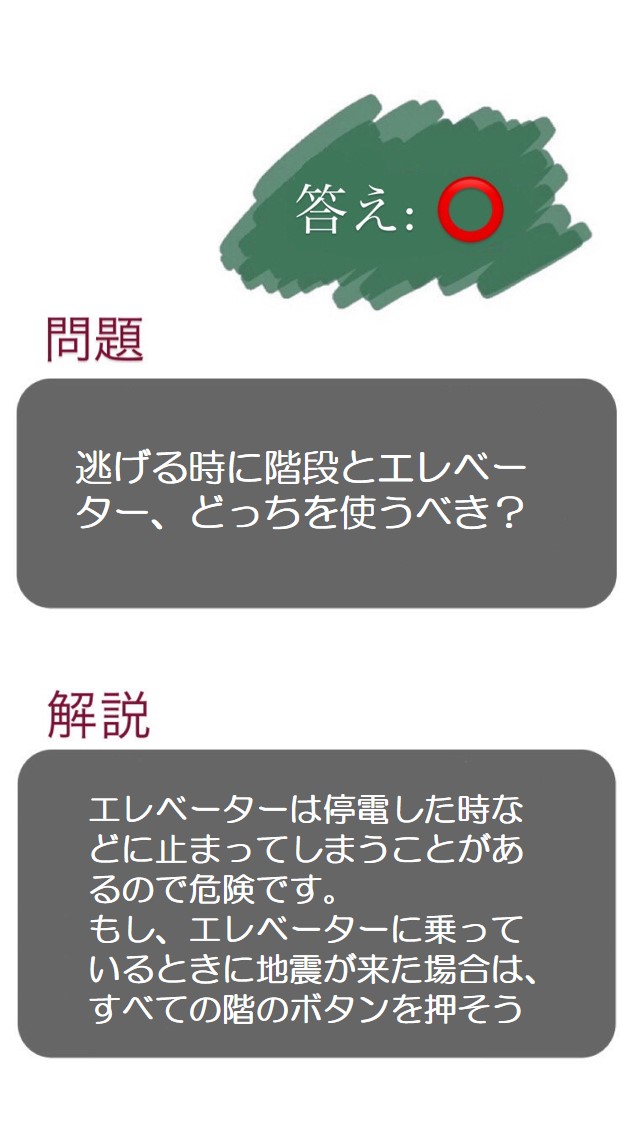 答え:⭕
問題
逃げる時に階段とエレベー
ター、どっちを使うべき？
解説
エレベーターは停電した時な
どに止まってしまうことがあ
るので危険です。
もし、エレベーターに乗って
いるときに地震が来た場合は、
すべての階のボタンを押そう